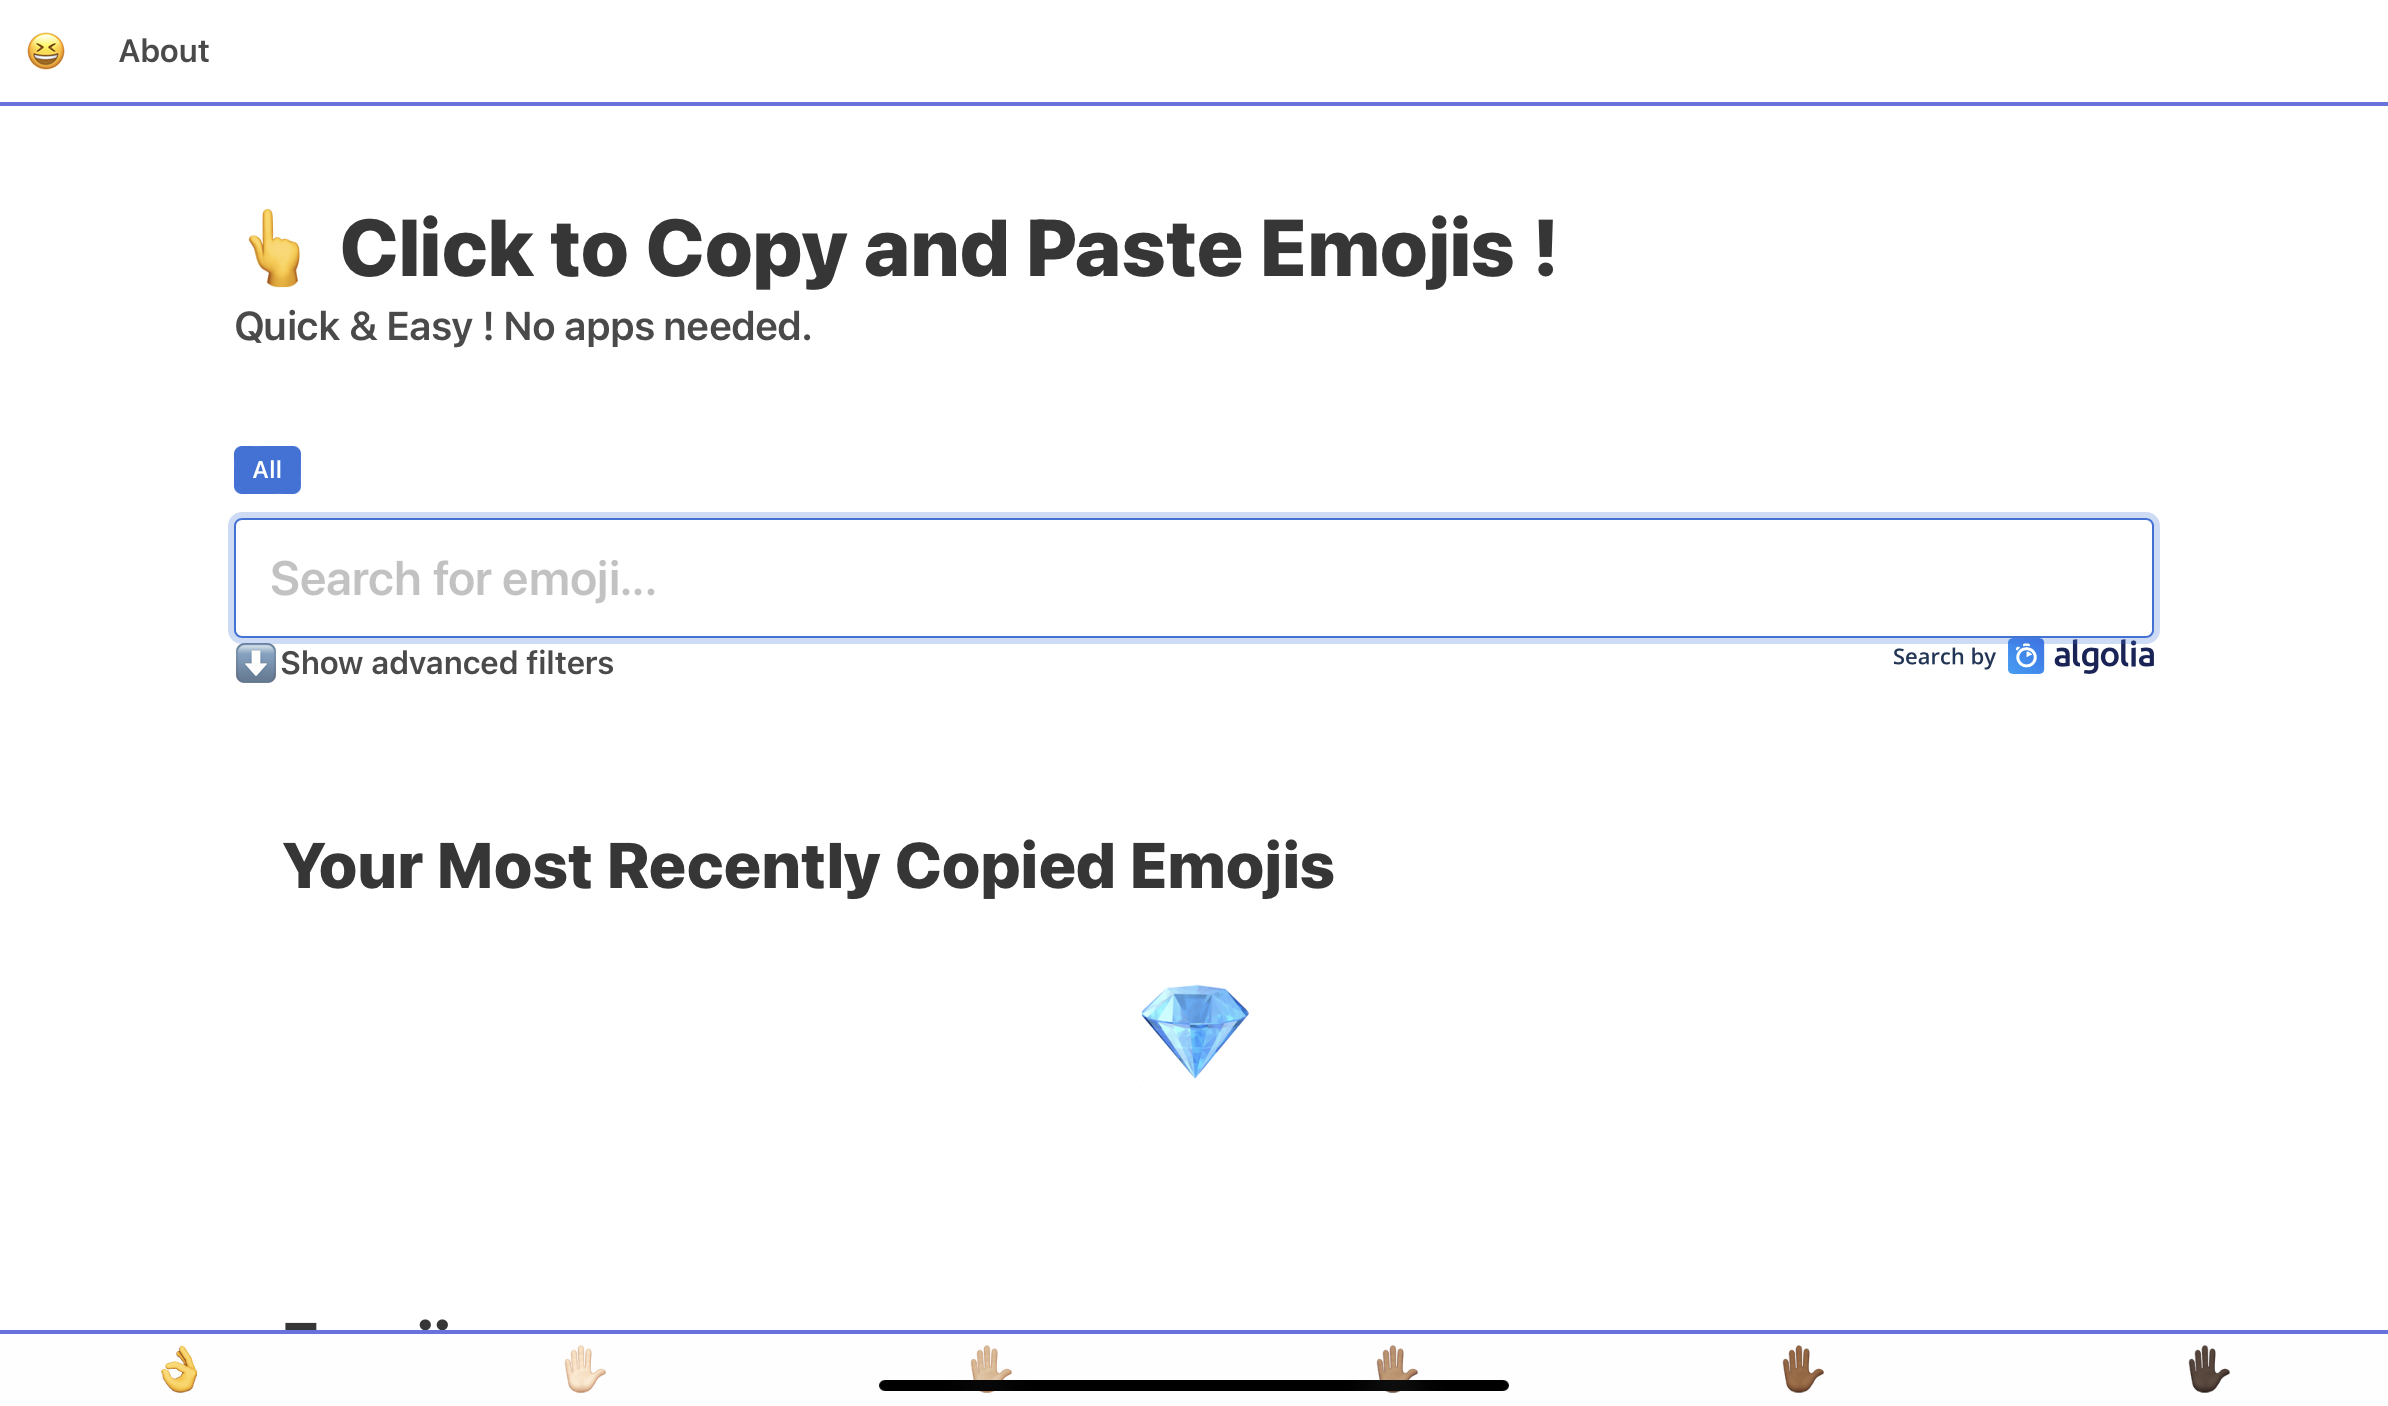 About
Click to Copy and Paste Emojis !
Quick & Easy ! No apps needed.
All
Search for emoji...
Show advanced filters
Search by algolia
Your Most Recently Copied Emojis